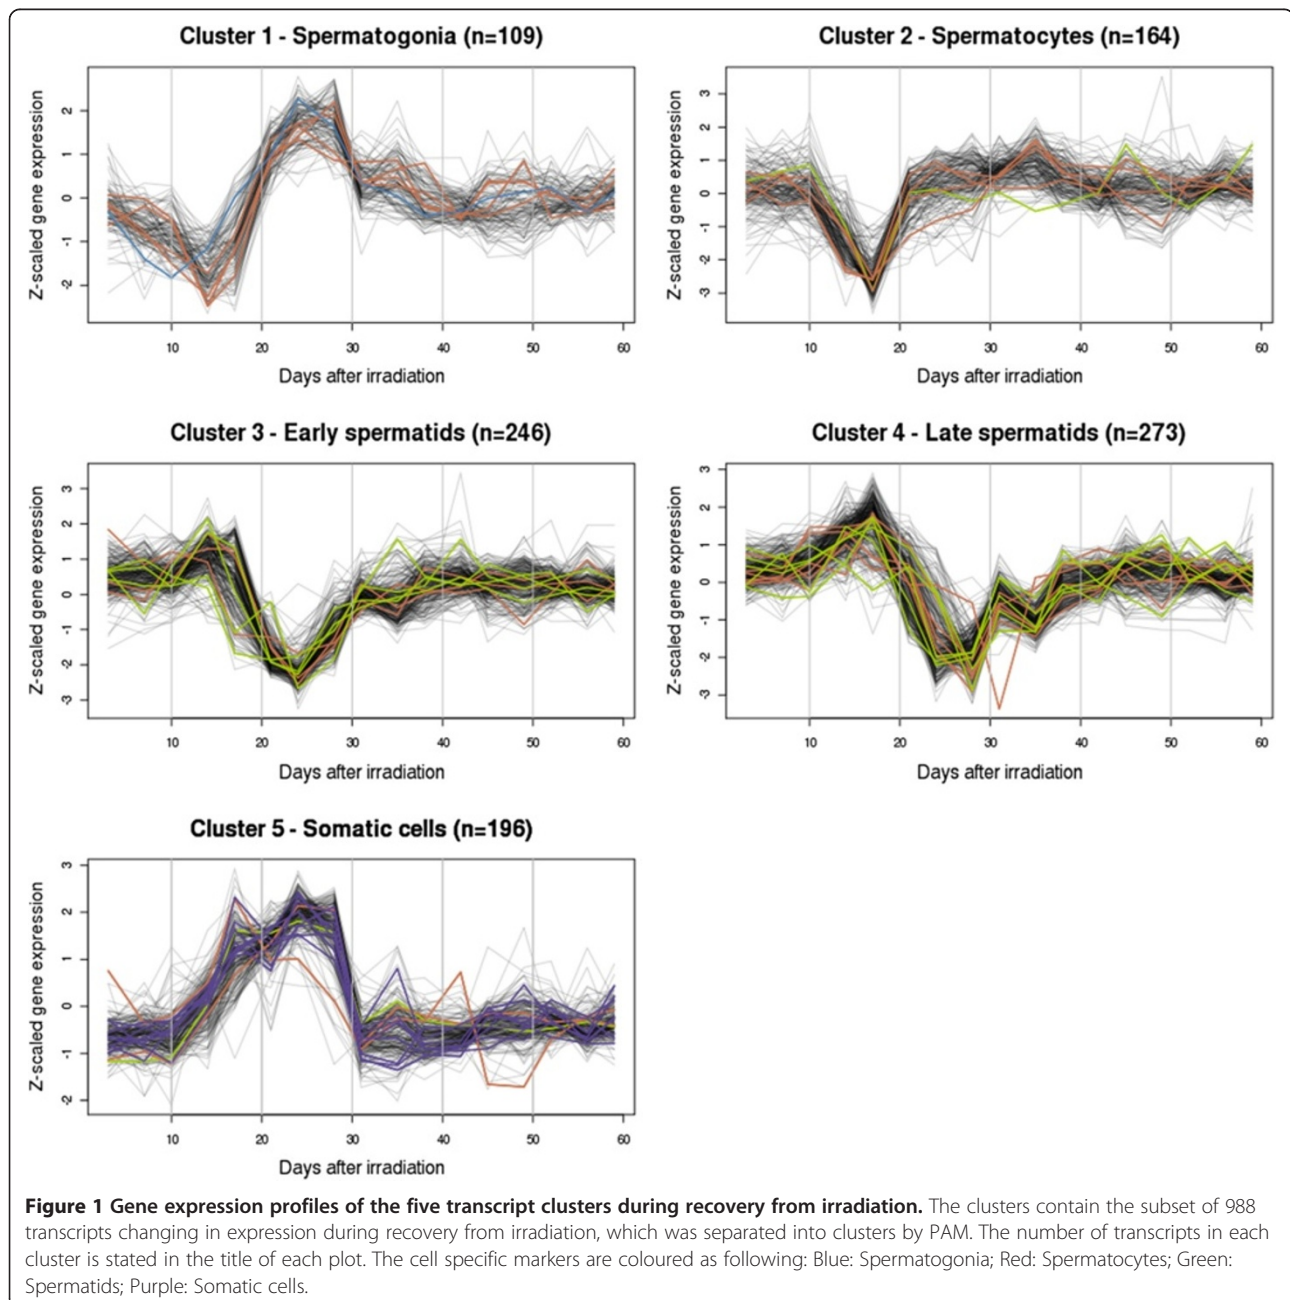 Cluster 1 - Spermatogonia (n=109)
Z-scaled gene expression
2
1
0
-1
-2
10 20 30 40 50 60
Days after irradiation
Cluster 2 - Spermatocytes (n=164)
Z-scaled gene expression
3
2
1
0
-1
-2
-3
10 20 30 40 50 60
Days after irradiation
Cluster 3 - Early spermatids (n=246)
Z-scaled gene expression
3
2
1
0
-1
-2
-3
10 20 30 40 50 60
Days after irradiation
Cluster 4 - Late spermatids (n=273)
Z-scaled gene expression
3
2
1
0
-1
-2
-3
10 20 30 40 50 60
Days after irradiation
Cluster 5 - Somatic cells (n=196)
Z-scaled gene expression
3
2
1
0
-1
-2
10 20 30 40 50 60
Days after irradiation
Figure 1 Gene expression profiles of the five transcript clusters during recovery from irradiation. The clusters contain the subset of 988
transcripts changing in expression during recovery from irradiation, which was separated into clusters by PAM. The number of transcripts in each
cluster is stated in the title of each plot. The cell specific markers are coloured as following: Blue: Spermatogonia; Red: Spermatocytes; Green:
Spermatids; Purple: Somatic cells.